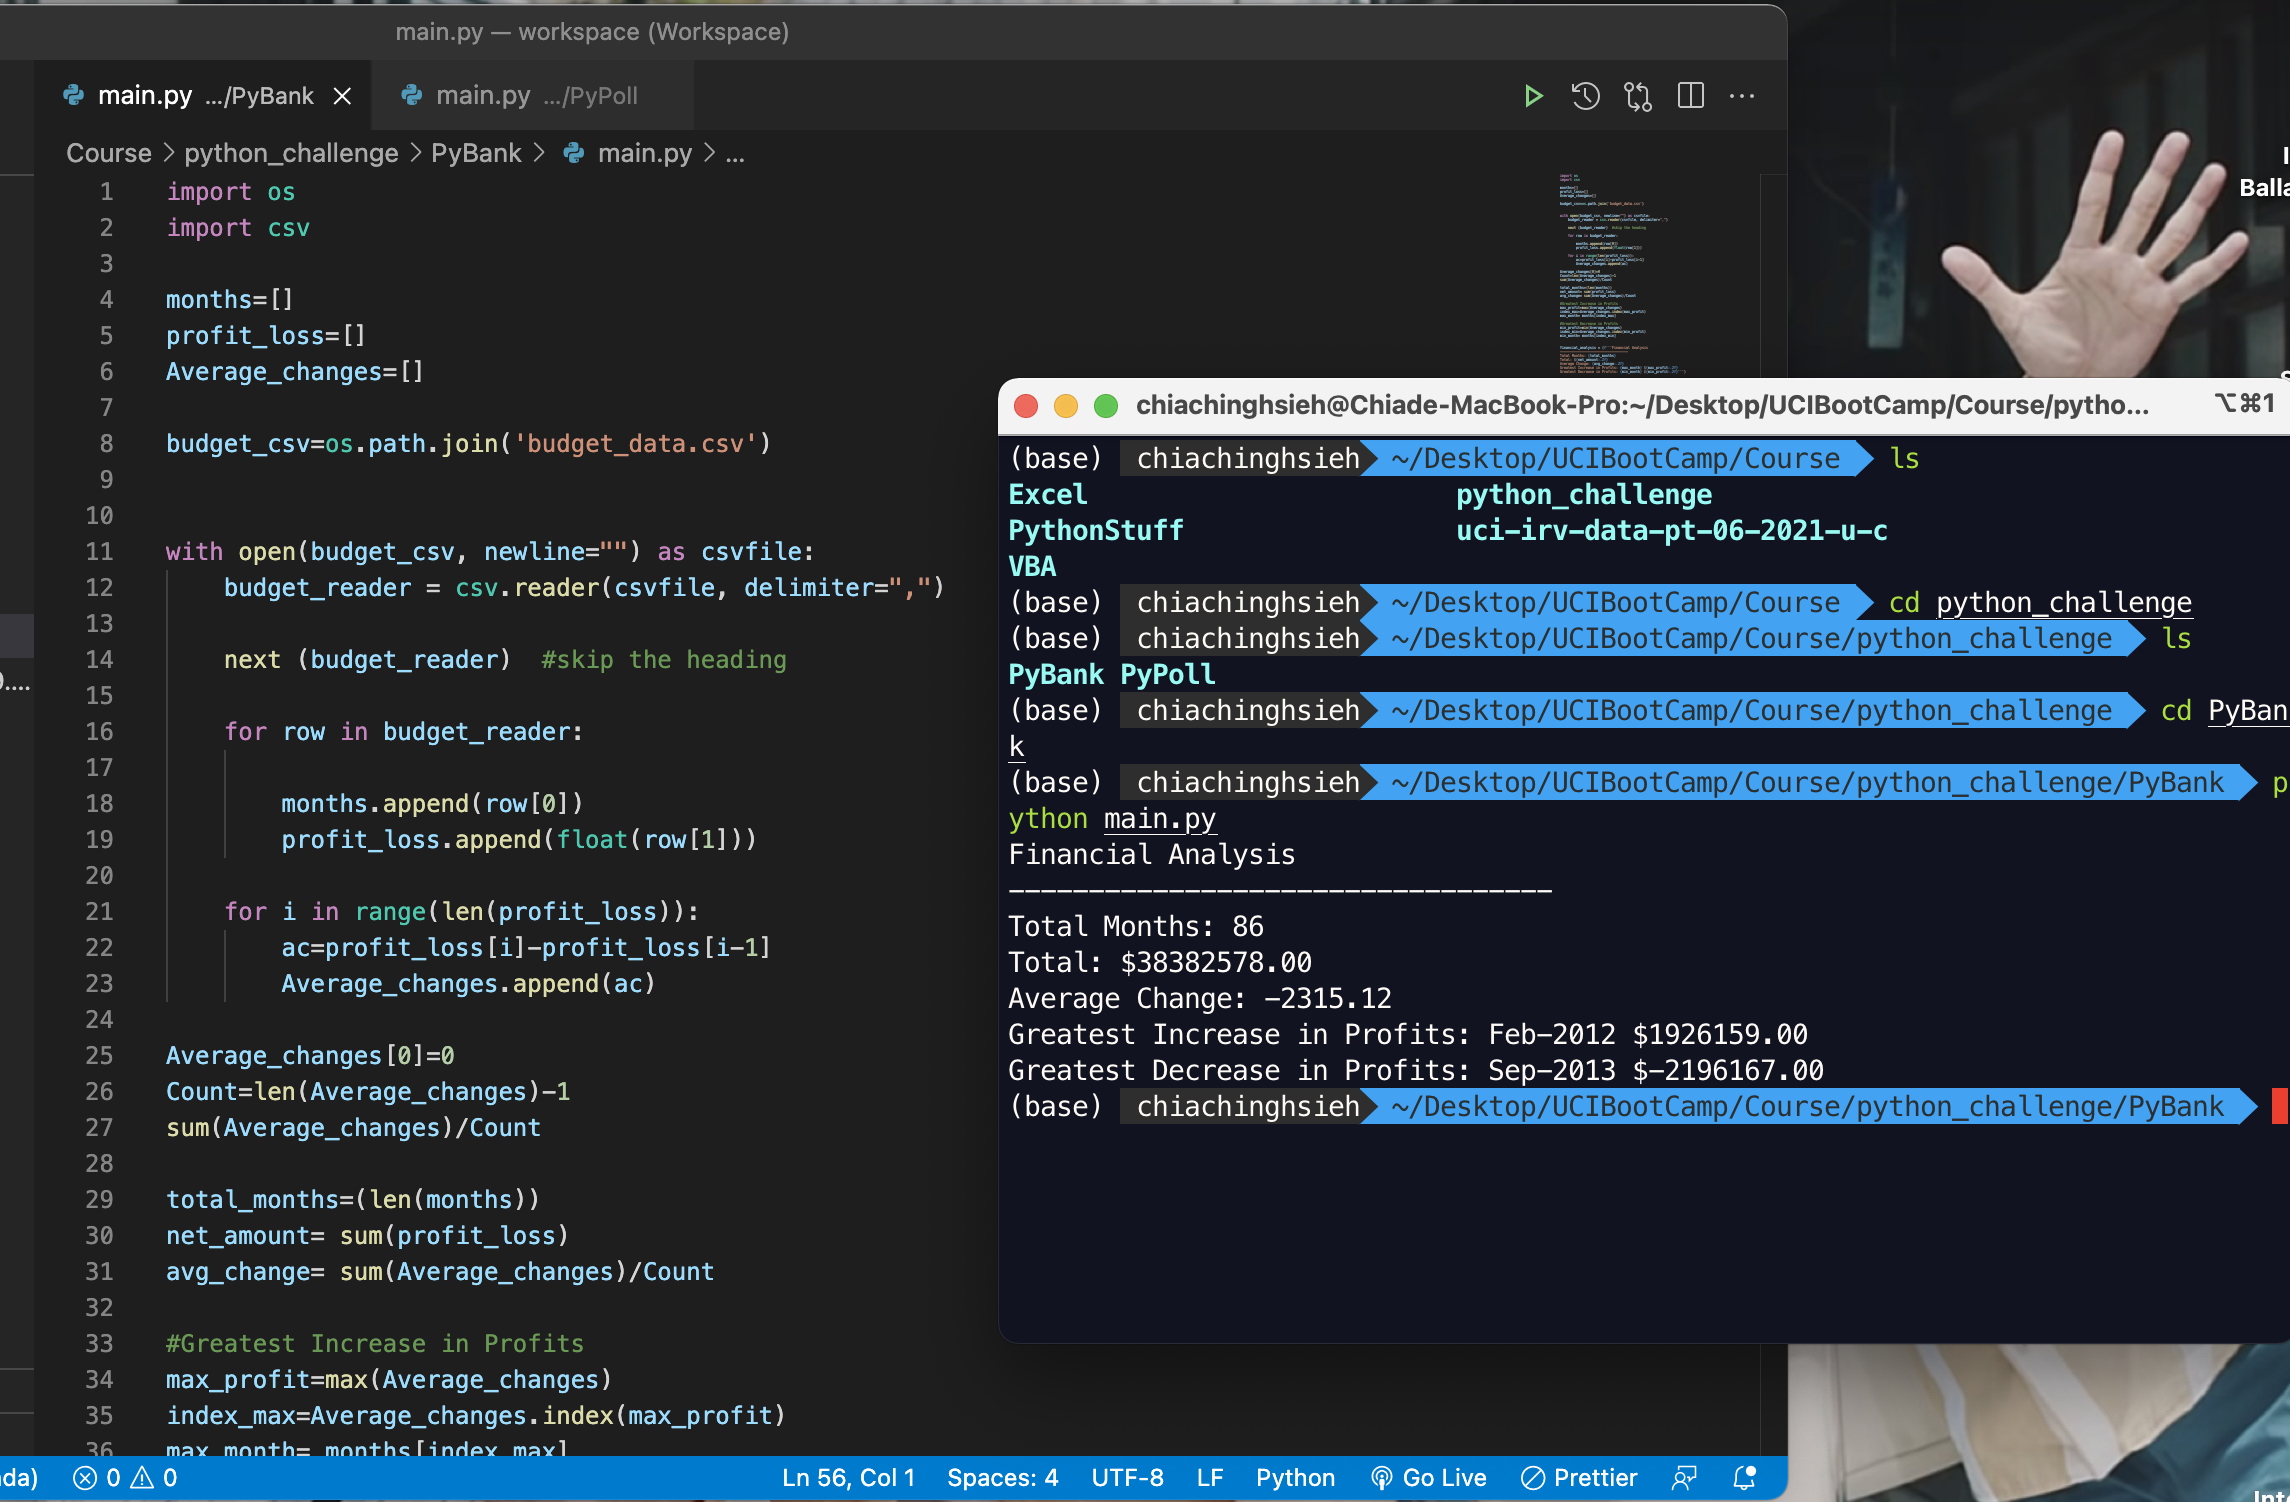 main.py — workspace (Workspace)
main.py .../PyBank
main.py .../PyPoll
Course > python_challenge > PyBank > main.py > ...
1 import os
2 import csv
3
4 months=[]
5 profit_loss=[]
6 Average_changes=[]
7
8 budget_csv=os.path.join('budget_data.csv')
9
10
11 with open(budget_csv, newline="") as csvfile:
12 budget_reader = csv.reader(csvfile, delimiter=",")
13
14 next (budget_reader) #skip the heading
15
16 for row in budget_reader:
17
18 months.append(row[0])
19 profit_loss.append(float(row[1]))
20
21 for i in range(len(profit_loss)):
22 ac=profit_loss[i]-profit_loss[i-1]
23 Average_changes.append(ac)
24
25 Average_changes[0]=0
26 Count=len(Average_changes)-1
27 sum(Average_changes)/Count
28
29 total_months=(len(months))
30 net_amount= sum(profit_loss)
31 avg_change= sum(Average_changes)/Count
32
33 #Greatest Increase in Profits
34 max_profit=max(Average_changes)
35 index_max=Average_changes.index(max_profit)
36 max_month= months[index_max]
da) 0 0 Ln 56, Col 1 Spaces: 4 UTF-8 LF Python Go Live Prettier
Balla
chiachinghsieh@Chiade-MacBook-Pro:~/Desktop/UCIBootCamp/Course/pytho... ⌥⌘1
(base) chiachinghsieh ~/Desktop/UCIBootCamp/Course ls
Excel python_challenge
PythonStuff uci-irv-data-pt-06-2021-u-c
VBA
(base) chiachinghsieh ~/Desktop/UCIBootCamp/Course cd python_challenge
(base) chiachinghsieh ~/Desktop/UCIBootCamp/Course/python_challenge ls
PyBank PyPoll
(base) chiachinghsieh ~/Desktop/UCIBootCamp/Course/python_challenge cd PyBan
k
(base) chiachinghsieh ~/Desktop/UCIBootCamp/Course/python_challenge/PyBank p
ython main.py
Financial Analysis
----------------------------------
Total Months: 86
Total: $38382578.00
Average Change: -2315.12
Greatest Increase in Profits: Feb-2012 $1926159.00
Greatest Decrease in Profits: Sep-2013 $-2196167.00
(base) chiachinghsieh ~/Desktop/UCIBootCamp/Course/python_challenge/PyBank